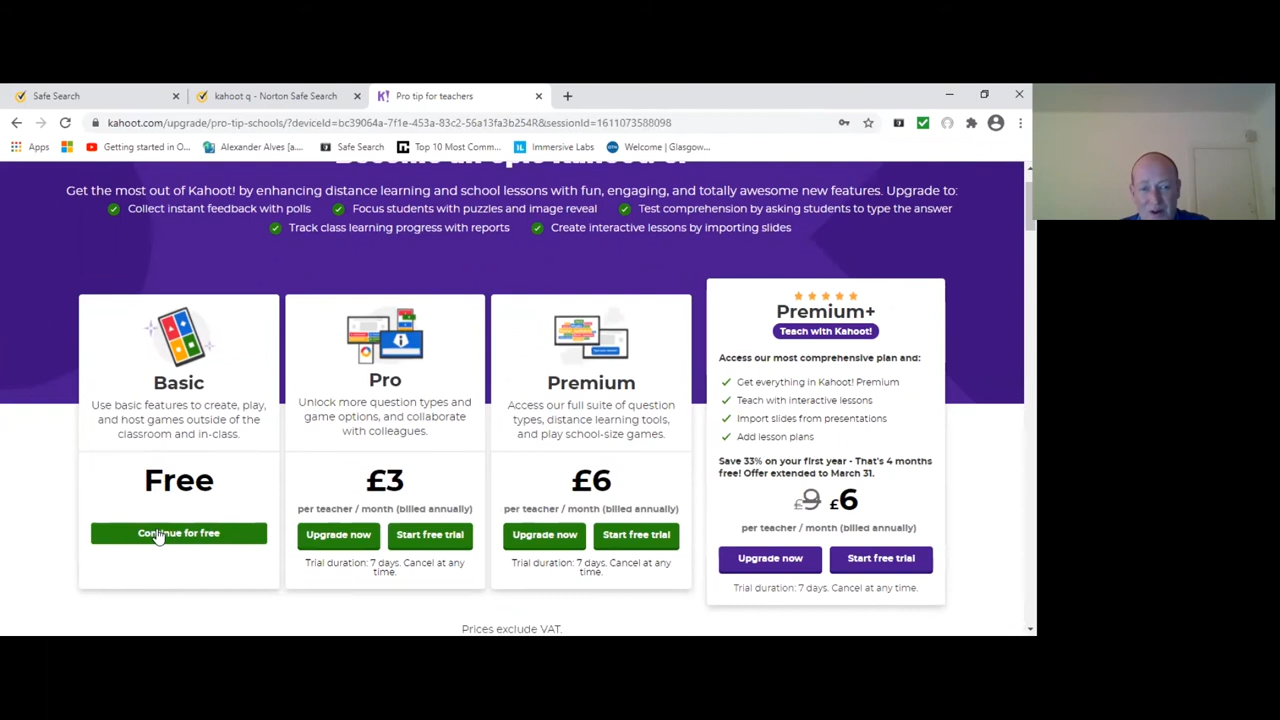 Safe Search
kahoot q - Norton Safe Search
K! Pro tip for teachers
kahoot.com/upgrade/pro-tip-schools/?deviceId=bc39064a-7f1e-453a-83c2-56a13fa3b254R&sessionId=1611073588098
Apps
Getting started in O...
Alexander Alves [a...
Safe Search
Top 10 Most Comm...
Immersive Labs
Welcome | Glasgow...
Get the most out of Kahoot! by enhancing distance learning and school lessons with fun, engaging, and totally awesome new features. Upgrade to:
Collect instant feedback with polls
Focus students with puzzles and image reveal
Test comprehension by asking students to type the answer
Track class learning progress with reports
Create interactive lessons by importing slides
Basic
Use basic features to create, play,
and host games outside of the
classroom and in-class.
Free
Continue for free
Pro
Unlock more question types and
game options, and collaborate
with colleagues.
£3
per teacher / month (billed annually)
Upgrade now
Start free trial
Trial duration: 7 days. Cancel at any
time.
Premium
Access our full suite of question
types, distance learning tools,
and play school-size games.
£6
per teacher / month (billed annually)
Upgrade now
Start free trial
Trial duration: 7 days. Cancel at any
time.
Premium+
Teach with Kahoot!
Access our most comprehensive plan and:
Get everything in Kahoot! Premium
Teach with interactive lessons
Import slides from presentations
Add lesson plans
Save 33% on your first year - That's 4 months
free! Offer extended to March 31.
£9 £6
per teacher / month (billed annually)
Upgrade now
Start free trial
Trial duration: 7 days. Cancel at any time.
Prices exclude VAT.